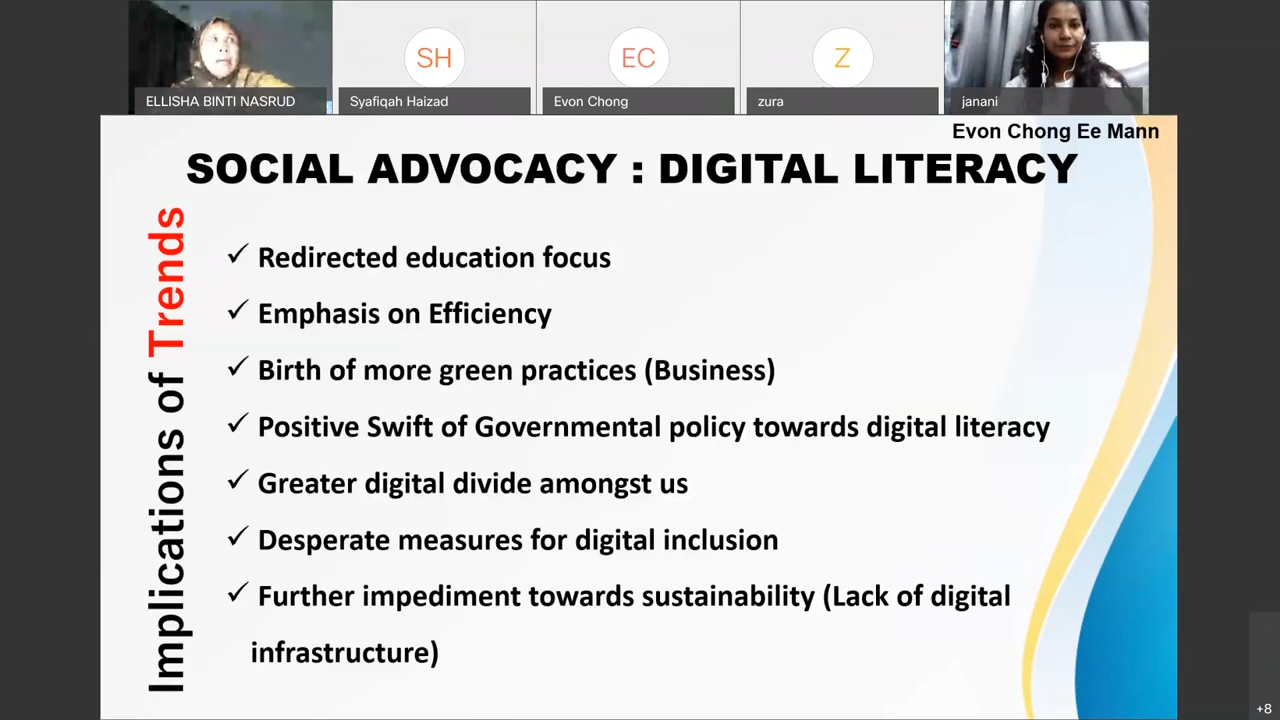 SH
EC
Z
ELLISHA BINTI NASRUD
Syafiqah Haizad
Evon Chong
zura
janani
Evon Chong Ee Mann
SOCIAL ADVOCACY : DIGITAL LITERACY
Implications of Trends
✓ Redirected education focus
✓ Emphasis on Efficiency
✓ Birth of more green practices (Business)
✓ Positive Swift of Governmental policy towards digital literacy
✓ Greater digital divide amongst us
✓ Desperate measures for digital inclusion
✓ Further impediment towards sustainability (Lack of digital
infrastructure)
+8